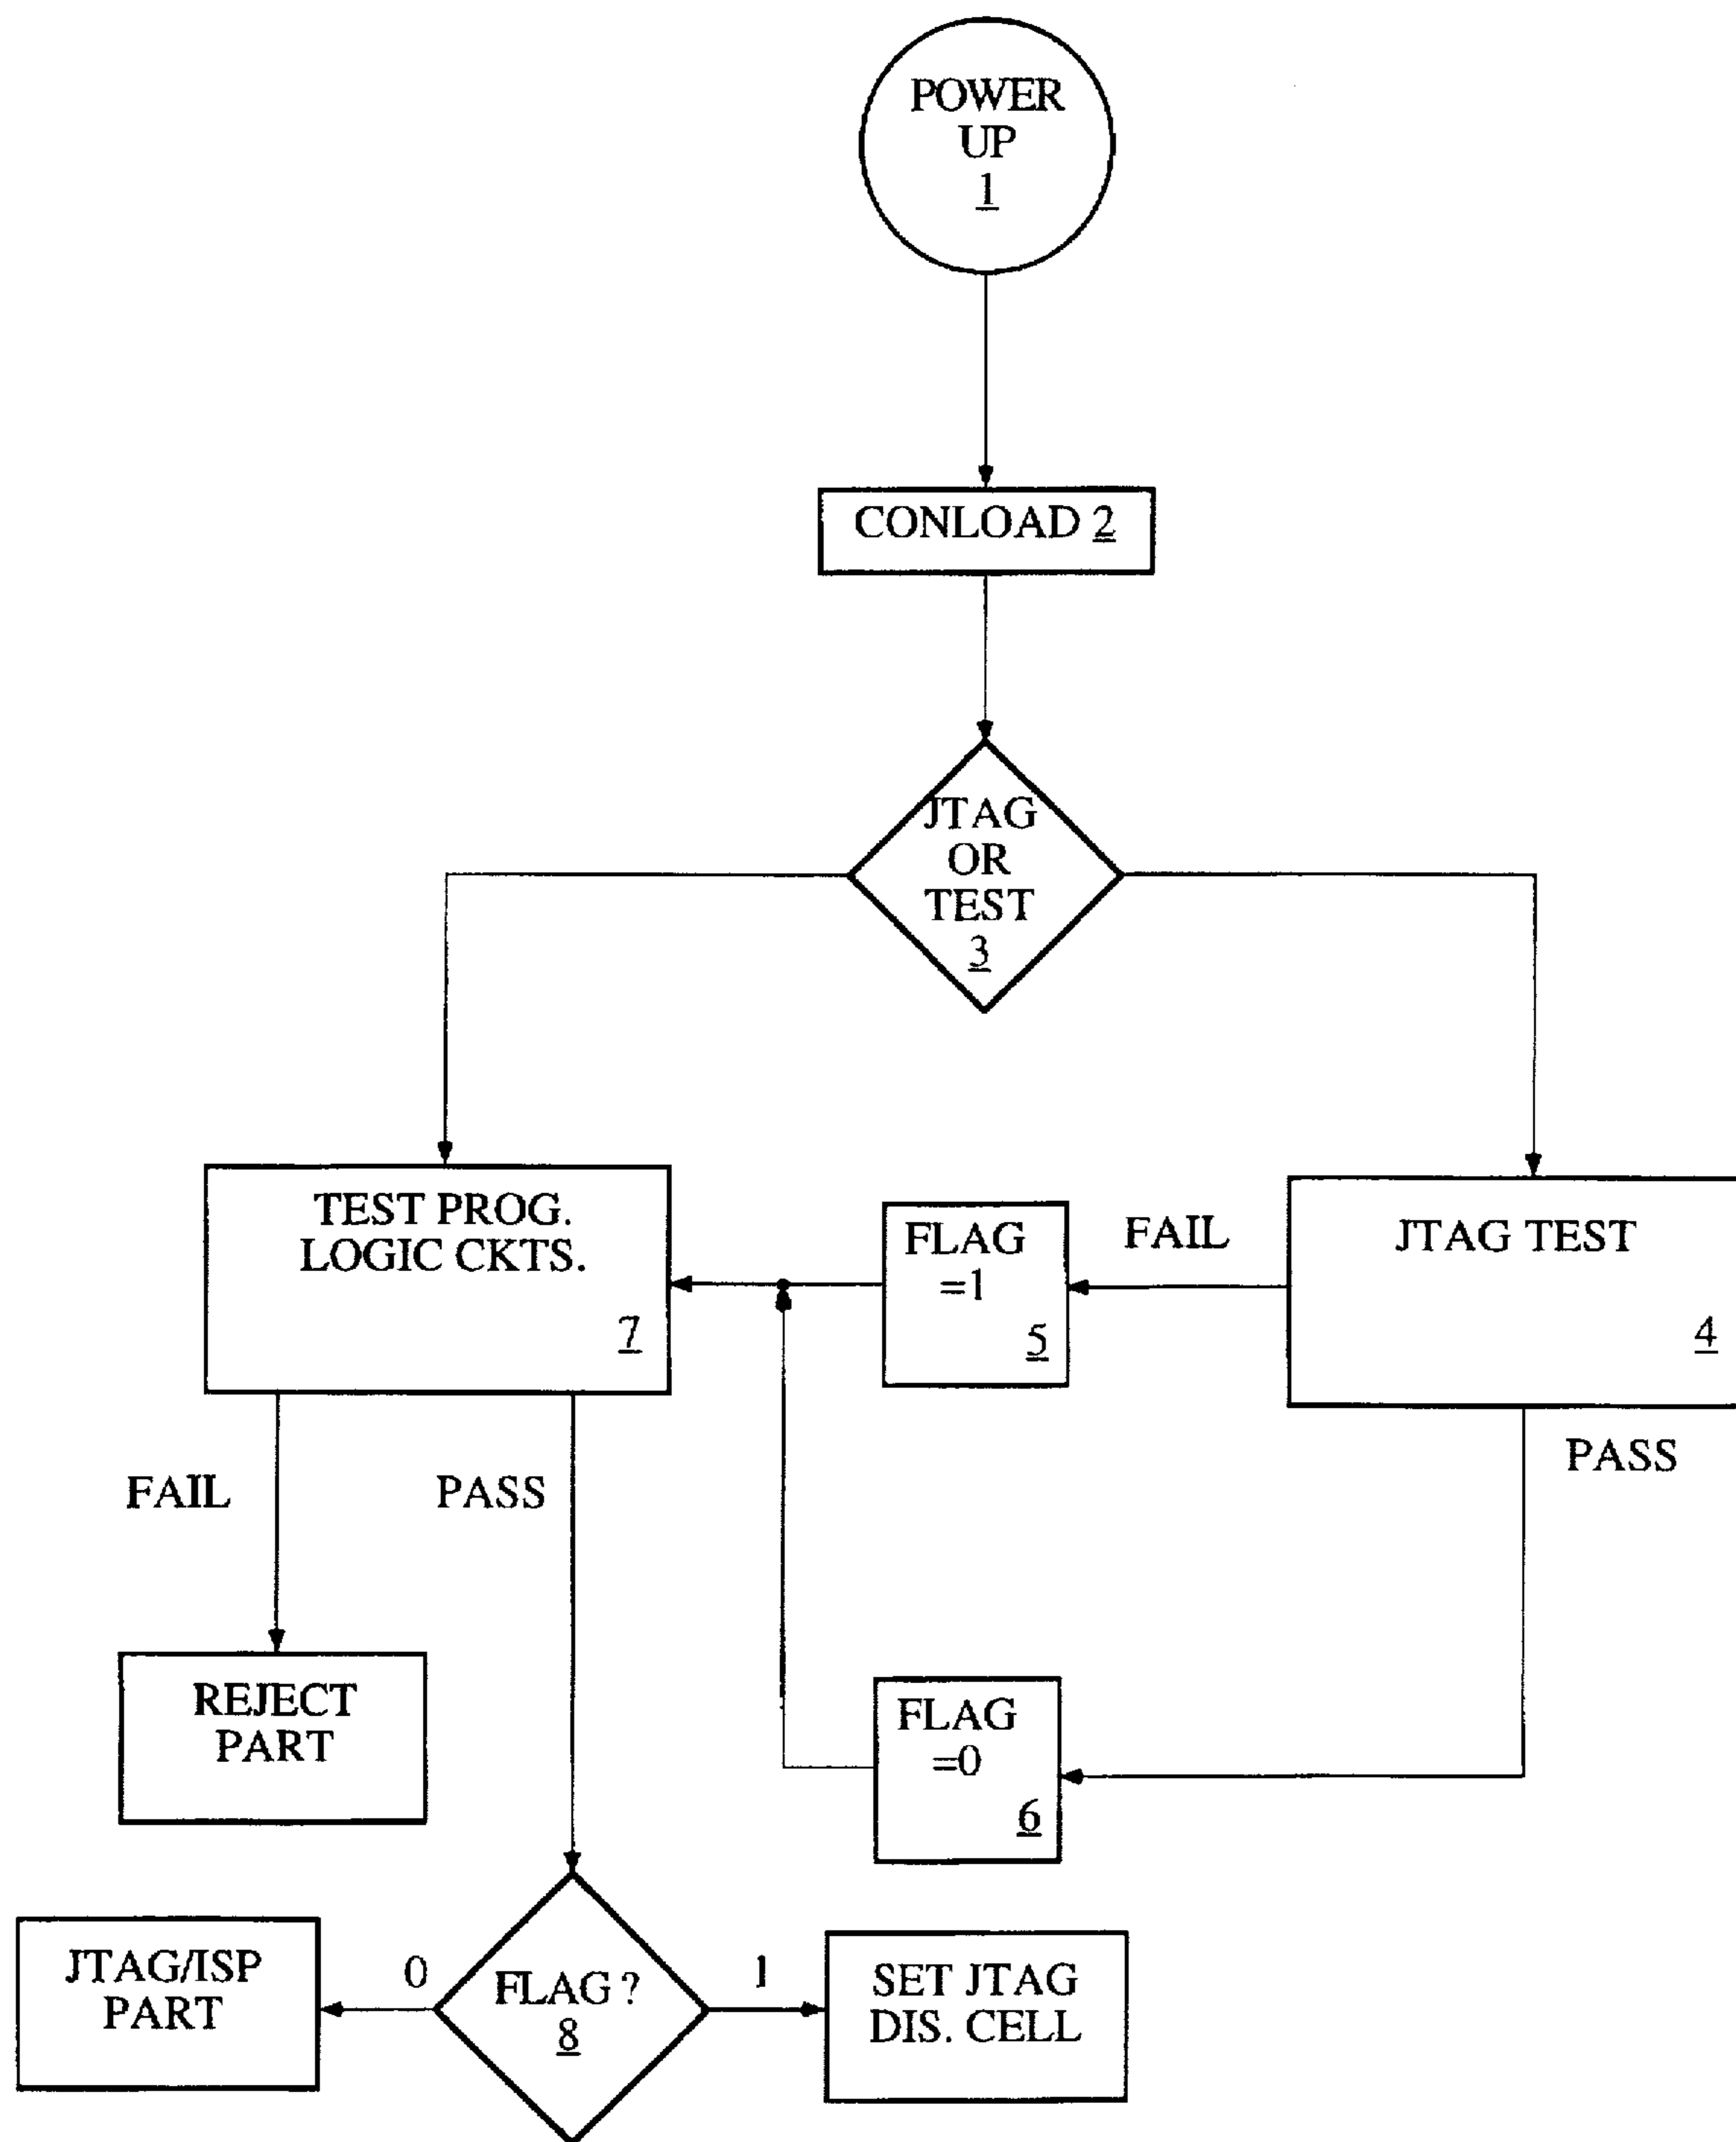 POWER
UP
1
CONLOAD 2
JTAG
OR
TEST
3
TEST PROG.
LOGIC CKTS.
7
FLAG
=1
5
FAIL
JTAG TEST
4
PASS
FAIL
PASS
REJECT
PART
FLAG
=0
6
JTAG/ISP
PART
0
FLAG ?
8
1
SET JTAG
DIS. CELL